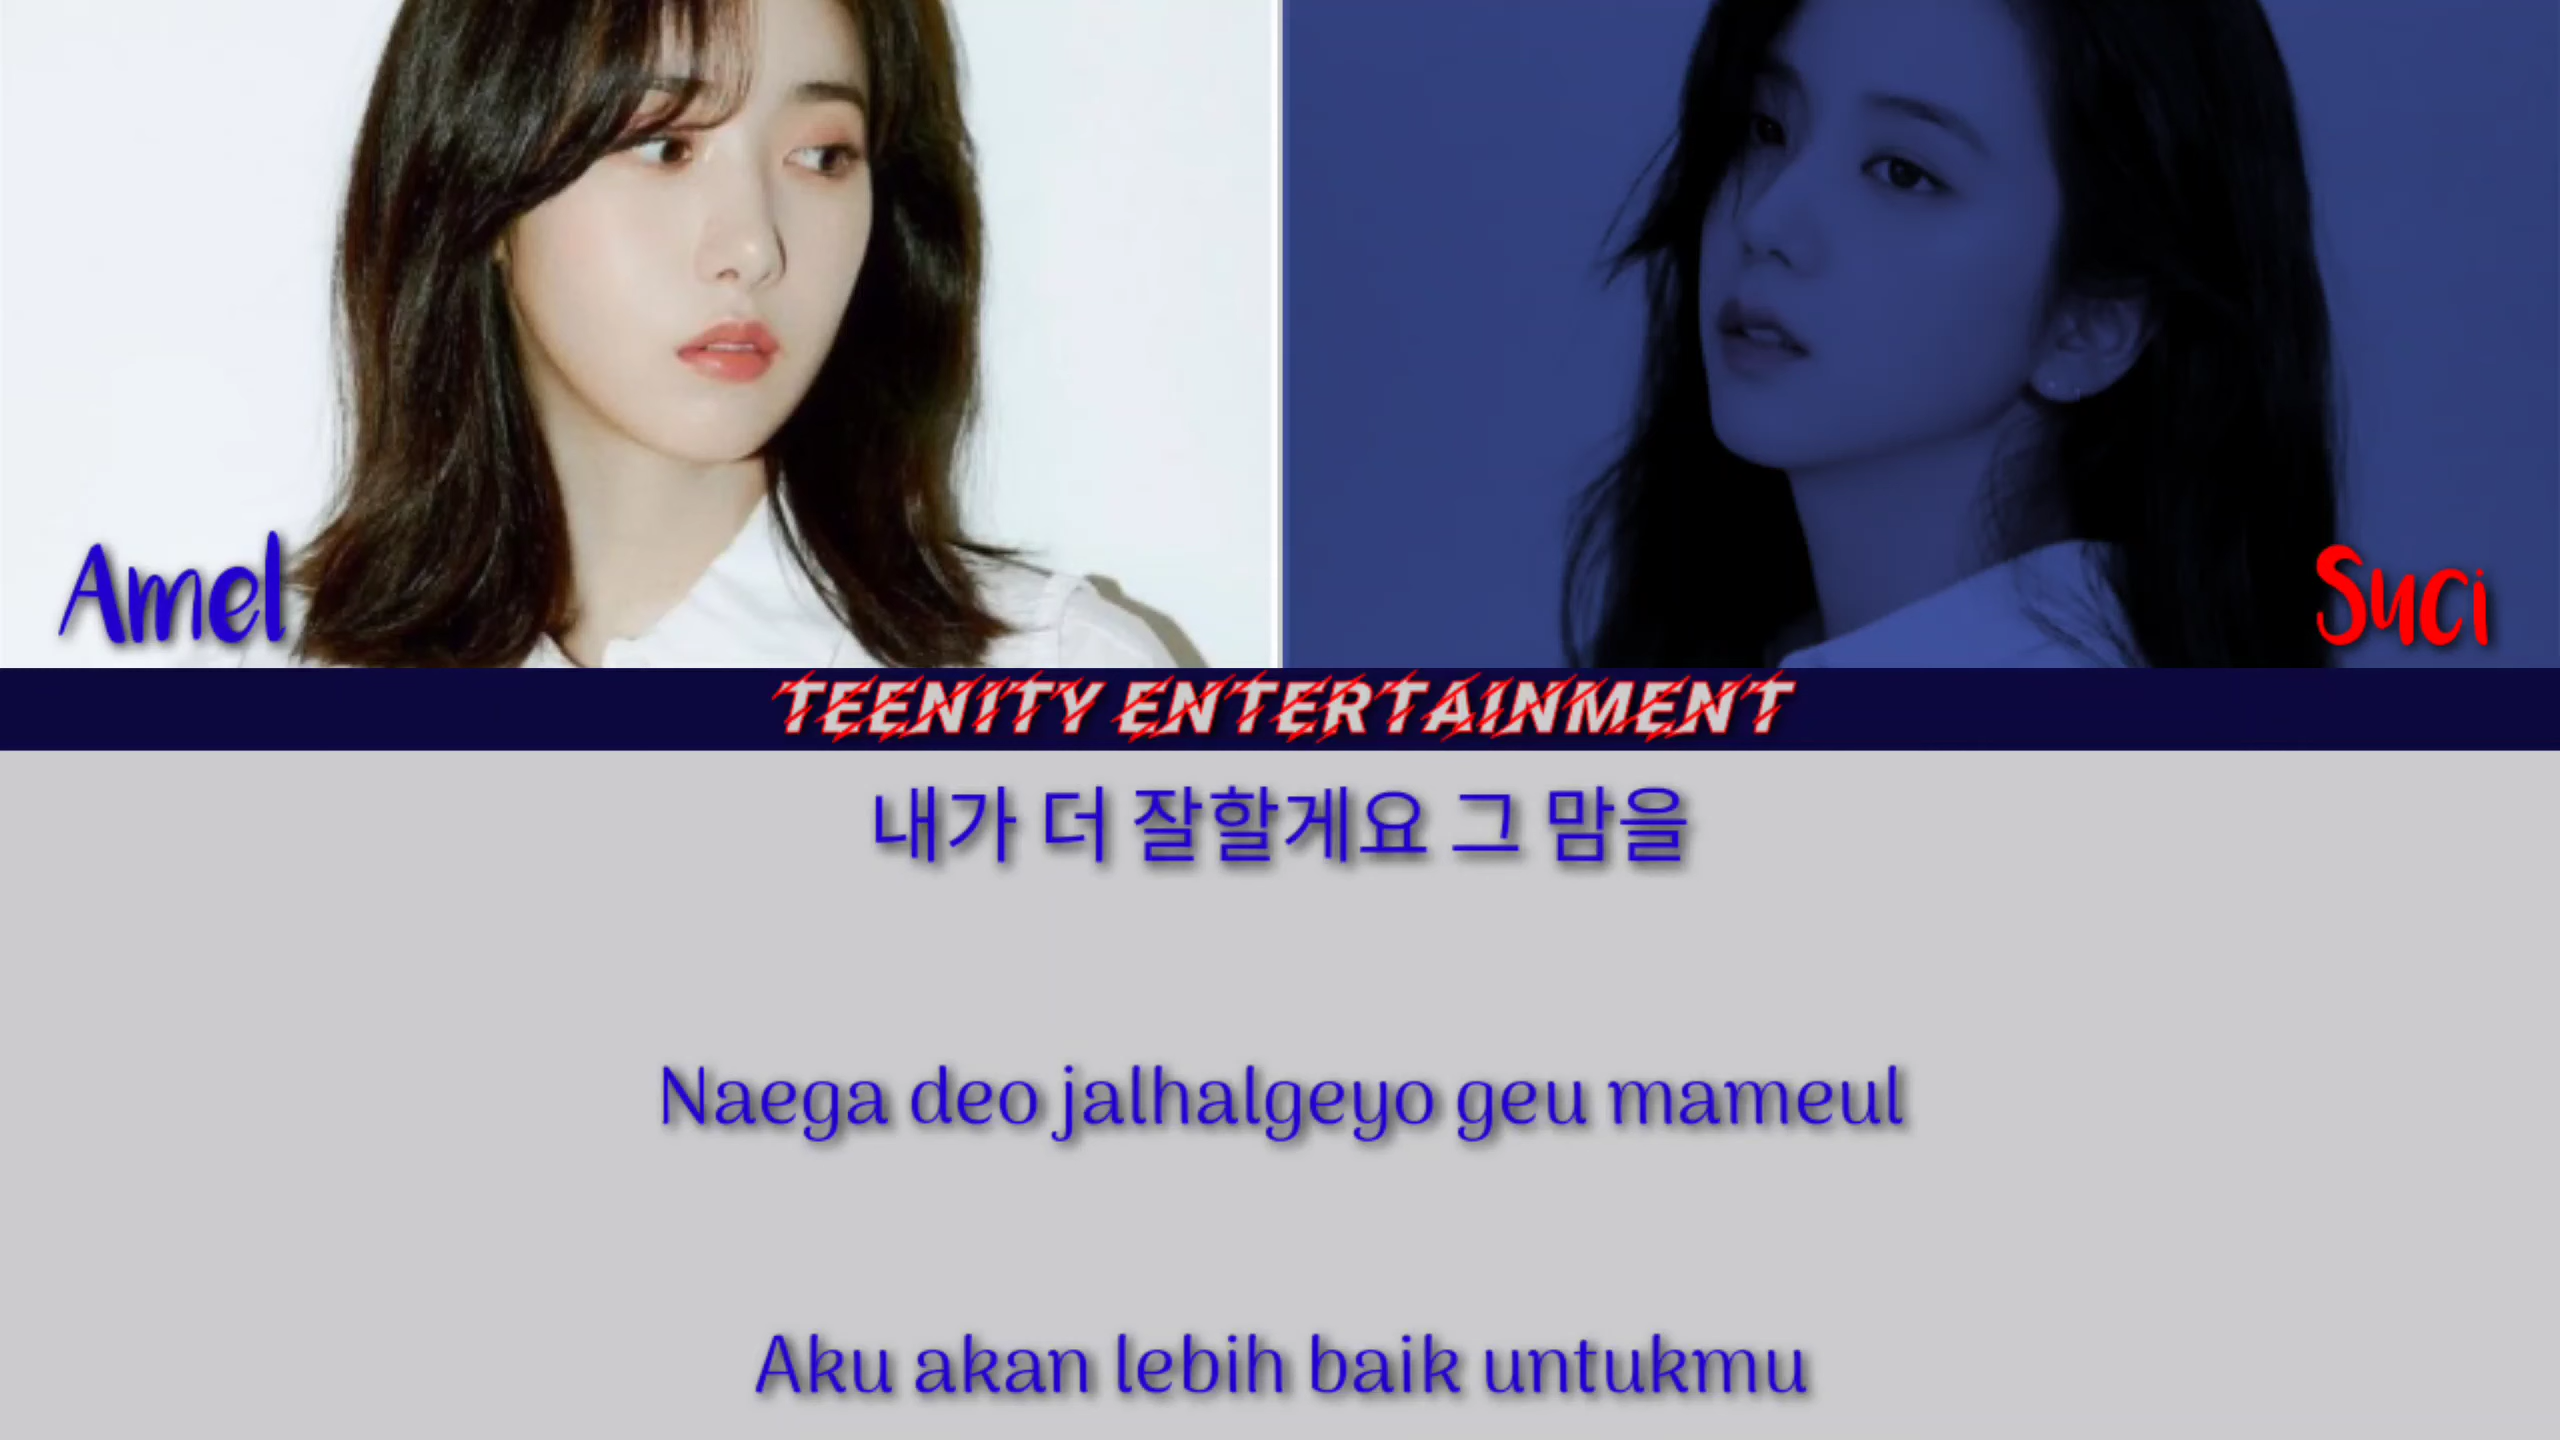 Amel
Suci
TEENITY ENTERTAINMENT
내가 더 잘할게요 그 맘을
Naega deo jalhalgeyo geu mameul
Aku akan lebih baik untukmu